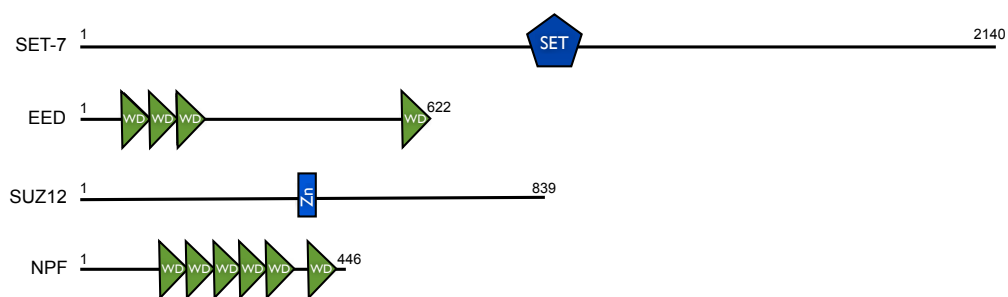 SET-7 1 SET 2140
EED 1 WD WD WD WD 622
SUZ12 1 Zn 839
NPF 1 WD WD WD WD WD WD 446